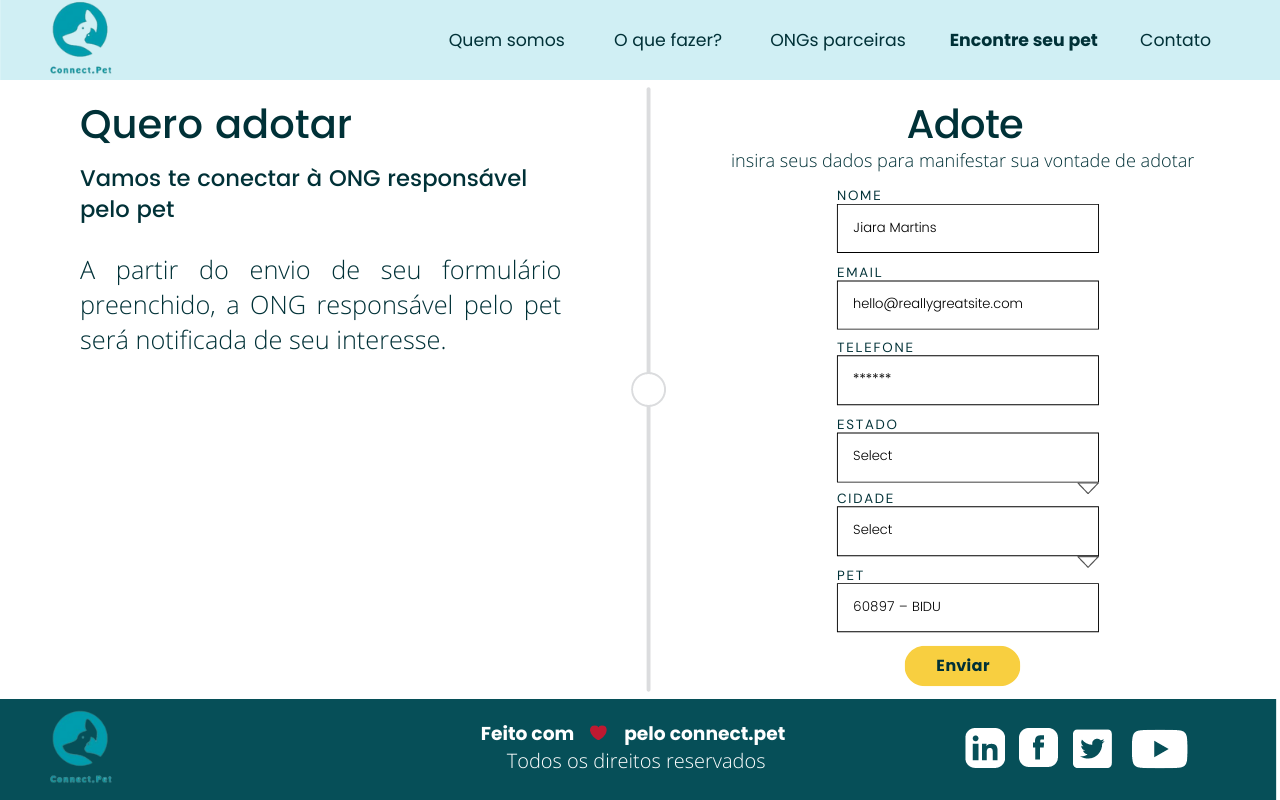 Connect.Pet
Quem somos
O que fazer?
ONGs parceiras
Encontre seu pet
Contato
Quero adotar
Vamos te conectar à ONG responsável
pelo pet
A partir do envio de seu formulário
preenchido, a ONG responsável pelo pet
será notificada de seu interesse.
Adote
insira seus dados para manifestar sua vontade de adotar
NOME
Jiara Martins
EMAIL
hello@reallygreatsite.com
TELEFONE
******
ESTADO
Select
CIDADE
Select
PET
60897 – BIDU
Enviar
Connect.Pet
Feito com pelo connect.pet
Todos os direitos reservados
in
f